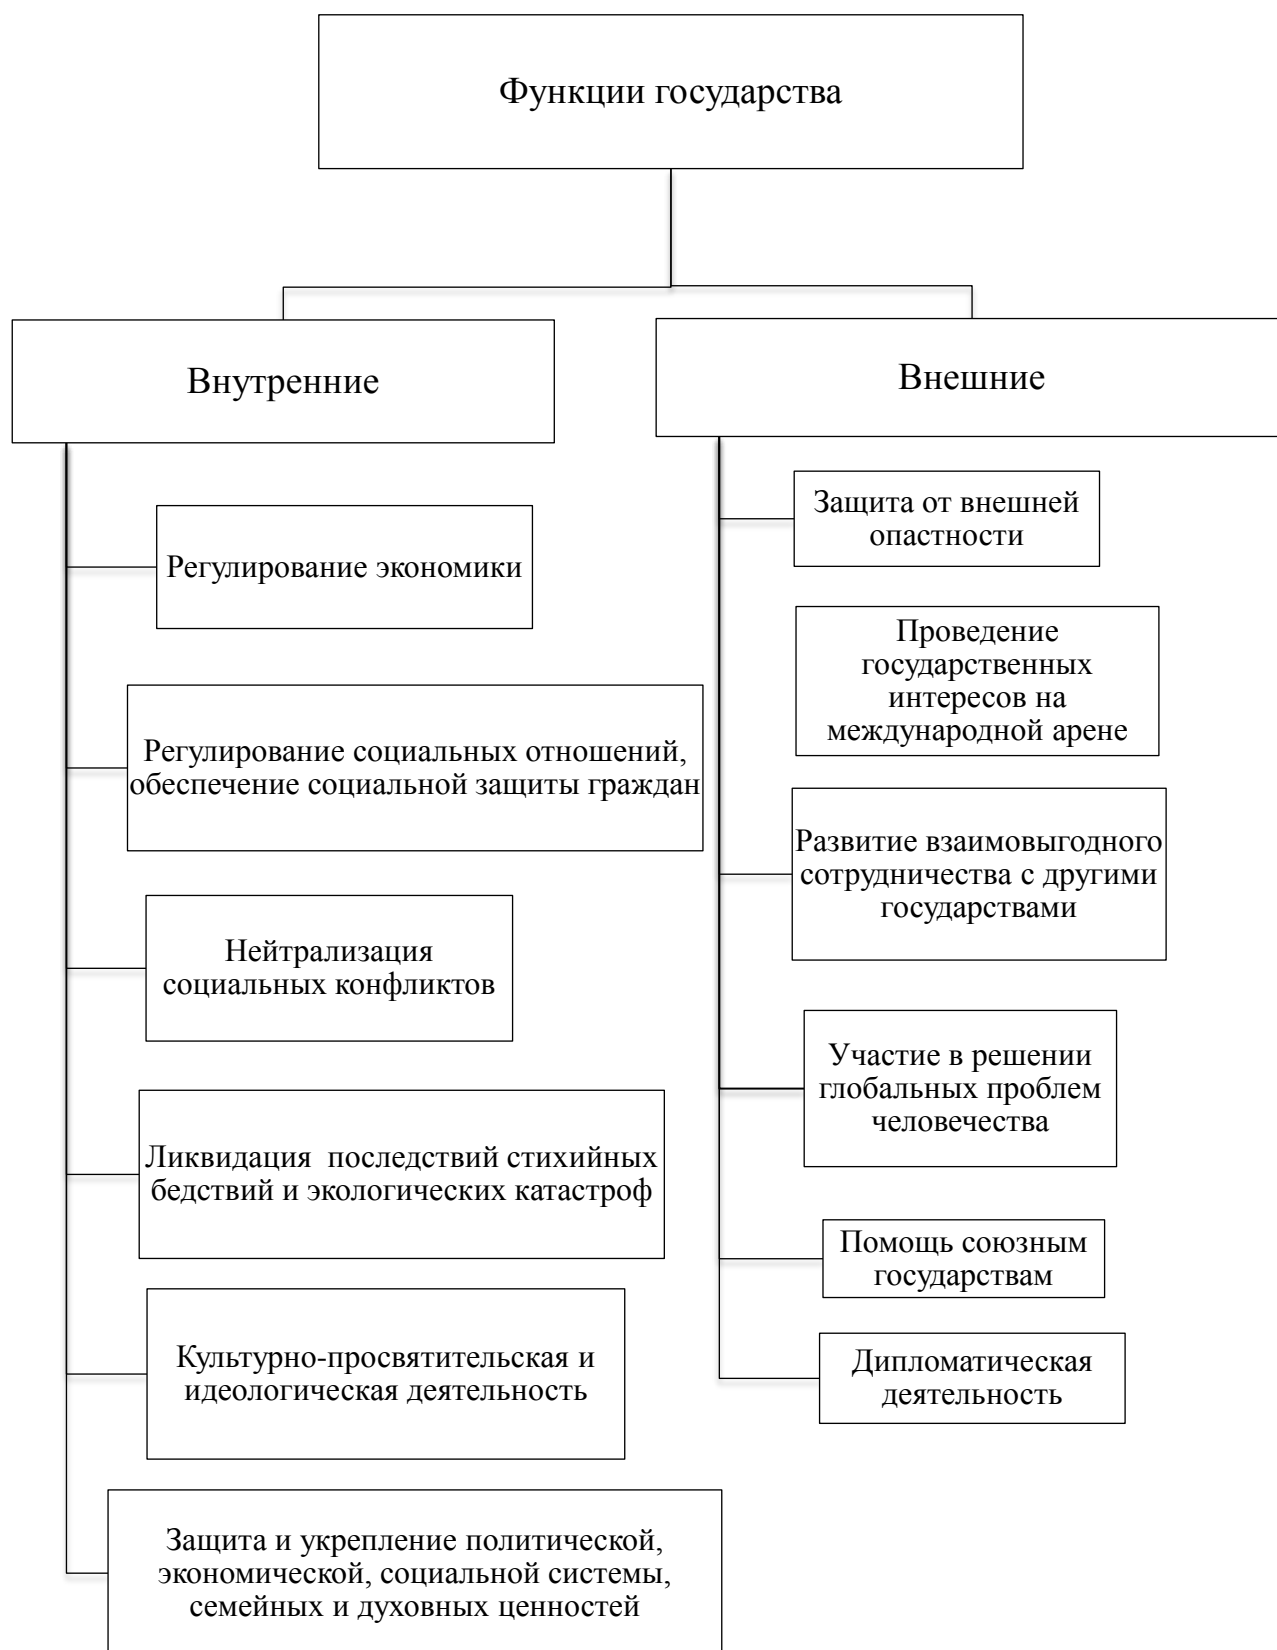 Функции государства
Внутренние
Регулирование экономики
Регулирование социальных отношений,
обеспечение социальной защиты граждан
Нейтрализация
социальных конфликтов
Ликвидация  последствий стихийных
бедствий и экологических катастроф
Культурно-просвятительская и
идеологическая деятельность
Защита и укрепление политической,
экономической, социальной системы,
семейных и духовных ценностей
Внешние
Защита от внешней
опастности
Проведение
государственных
интересов на
международной арене
Развитие взаимовыгодного
сотрудничества с другими
государствами
Участие в решении
глобальных проблем
человечества
Помощь союзным
государствам
Дипломатическая
деятельность